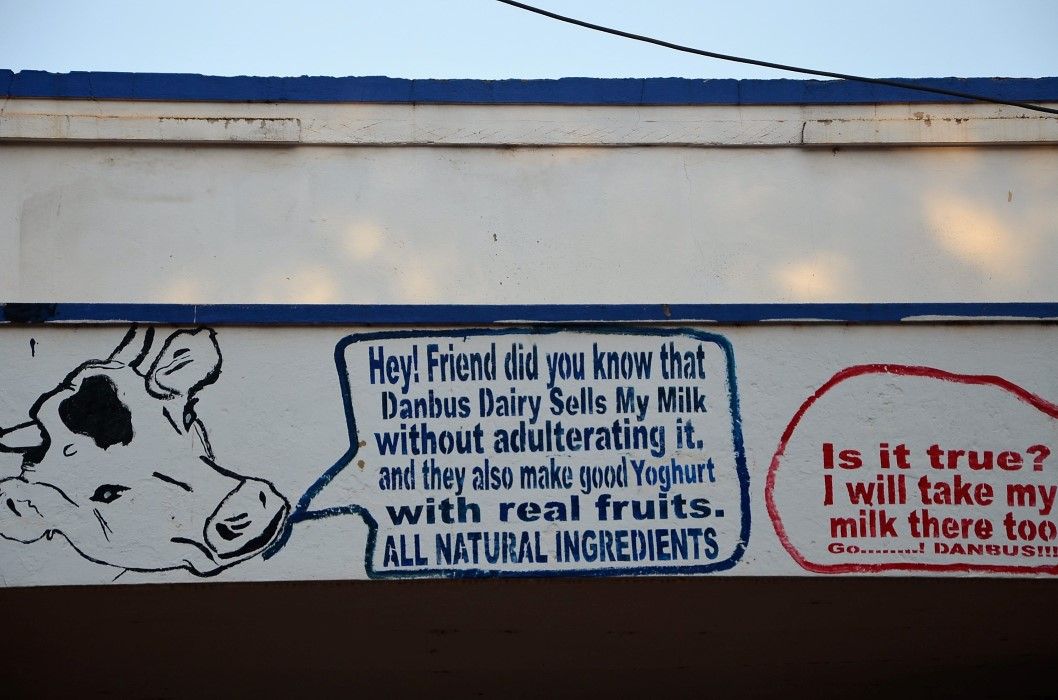 Hey! Friend did you know that
Danbus Dairy Sells My Milk
without adulterating it.
and they also make good Yoghurt
with real fruits.
ALL NATURAL INGREDIENTS
Is it true?
I will take my
milk there too
Go.........! DANBUS!!!